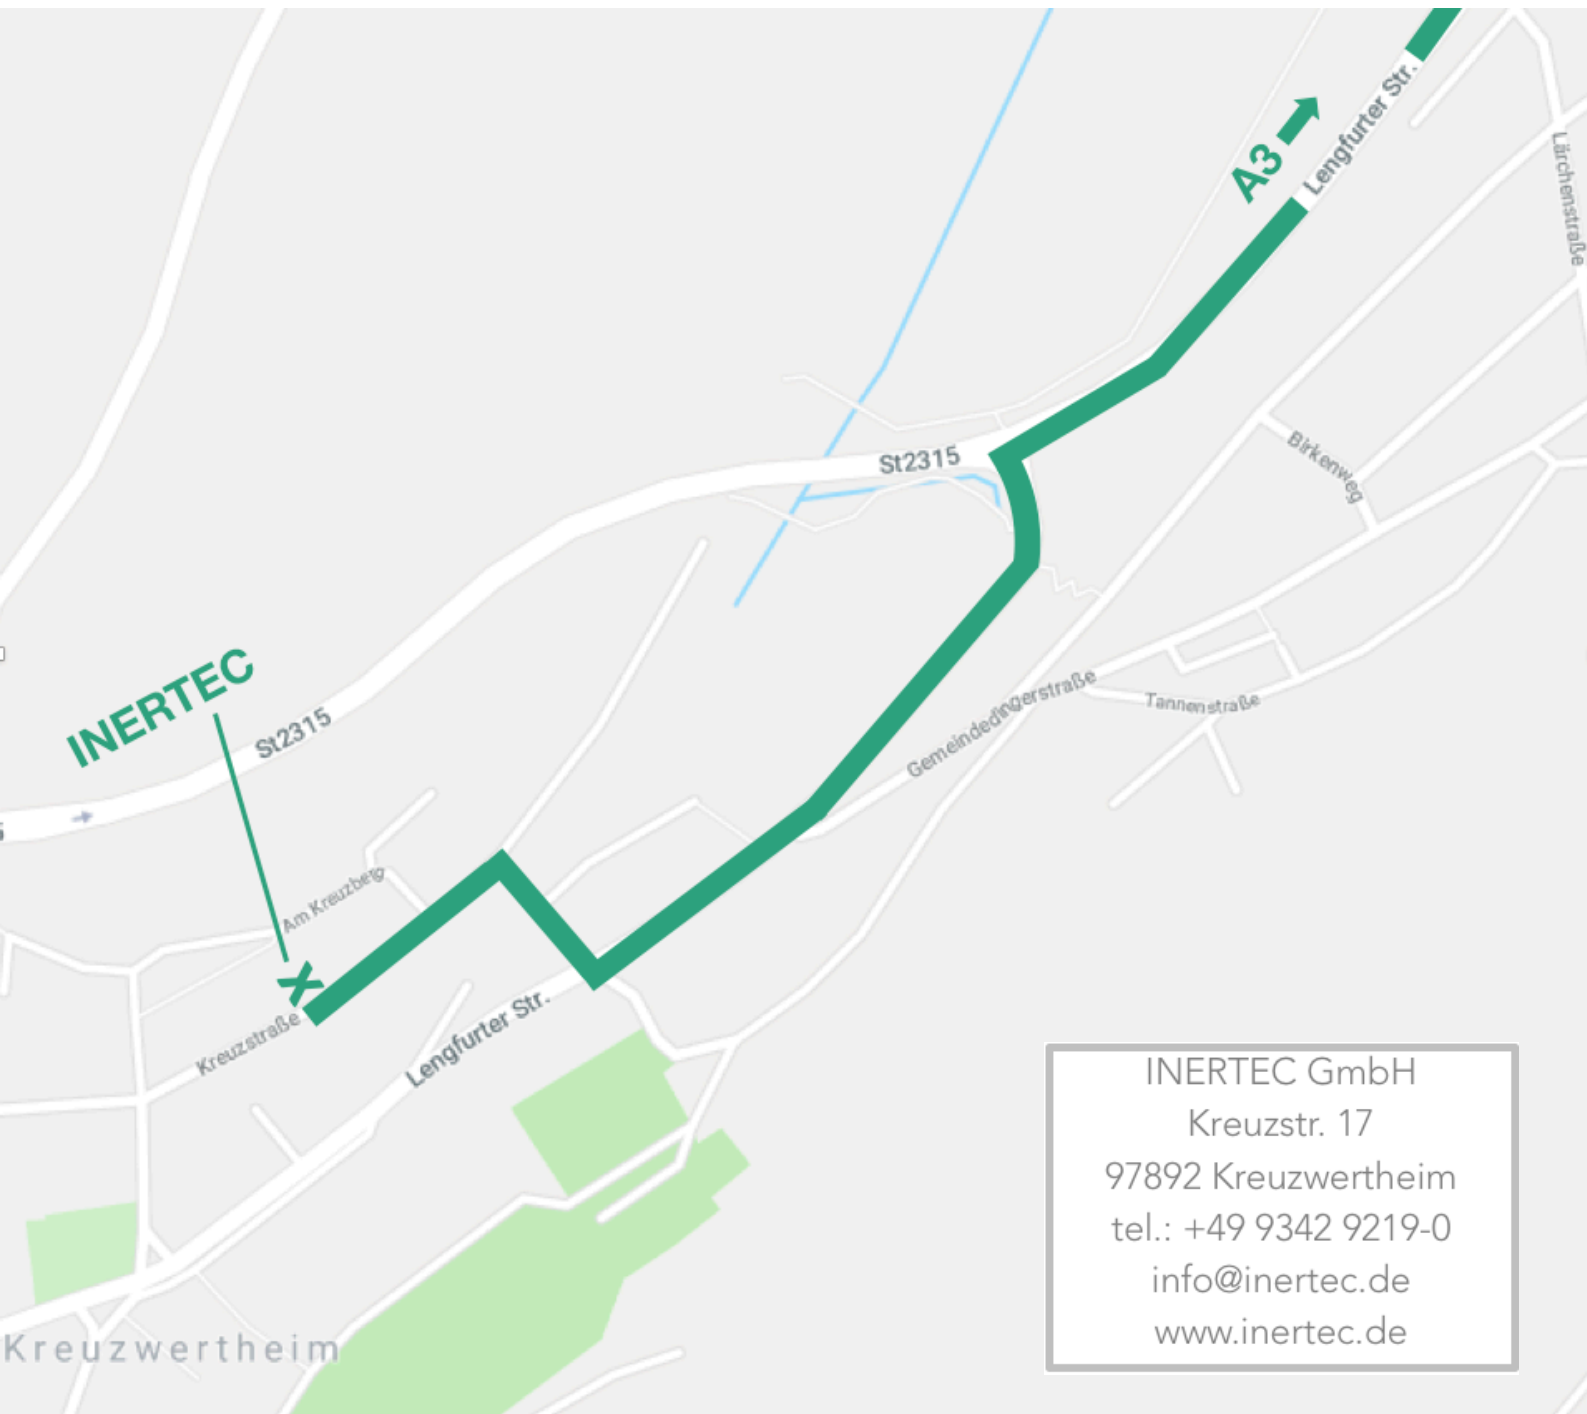 Lengfurter Str.
A3
Lärchenstraße
Birkenweg
St2315
INERTEC
St2315
Gemeindedingerstraße
Tannenstraße
Am Kreuzberg
X
Kreuzstraße
Lengfurter Str.
Kreuzwertheim
INERTEC GmbH
Kreuzstr. 17
97892 Kreuzwertheim
tel.: +49 9342 9219-0
info@inertec.de
www.inertec.de